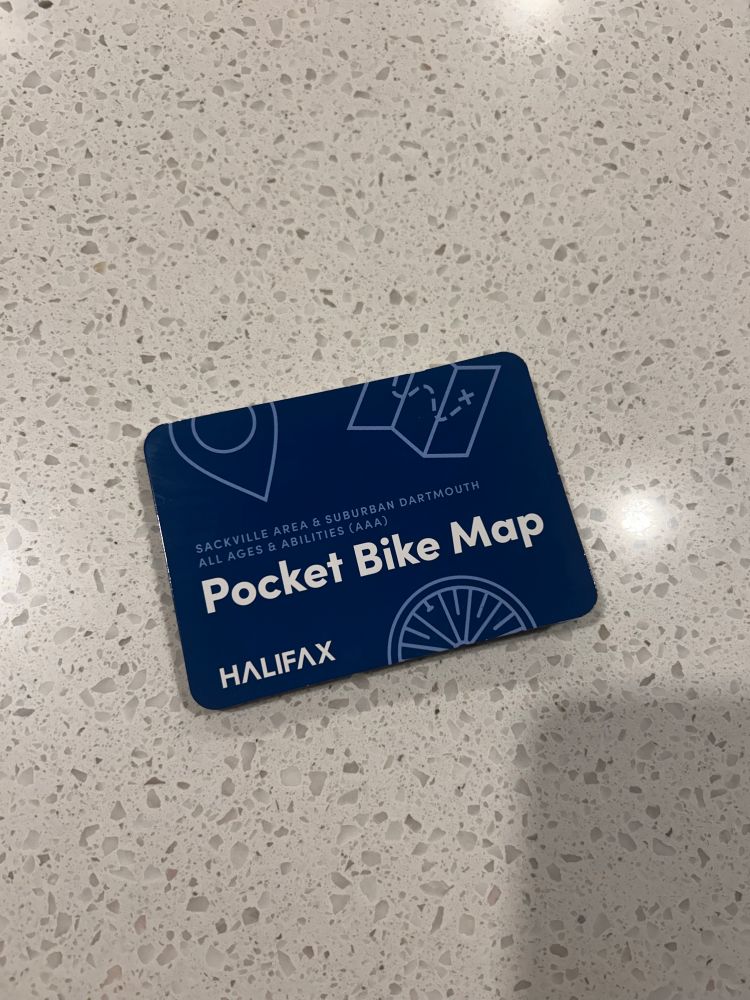 SACKVILLE AREA & SUBURBAN DARTMOUTH
ALL AGES & ABILITIES (AAA)
Pocket Bike Map
HALIFAX